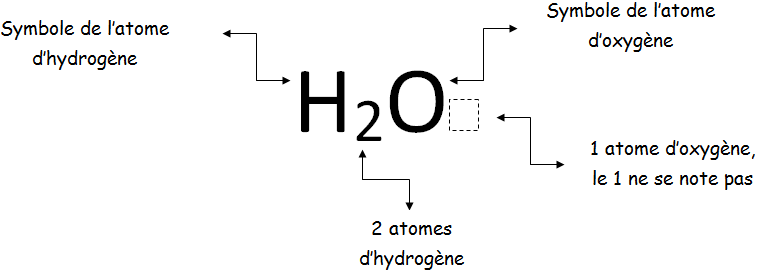 Symbole de l’atome
d’hydrogène
Symbole de l’atome
d’oxygène
H₂O
1 atome d’oxygène,
le 1 ne se note pas
2 atomes
d’hydrogène